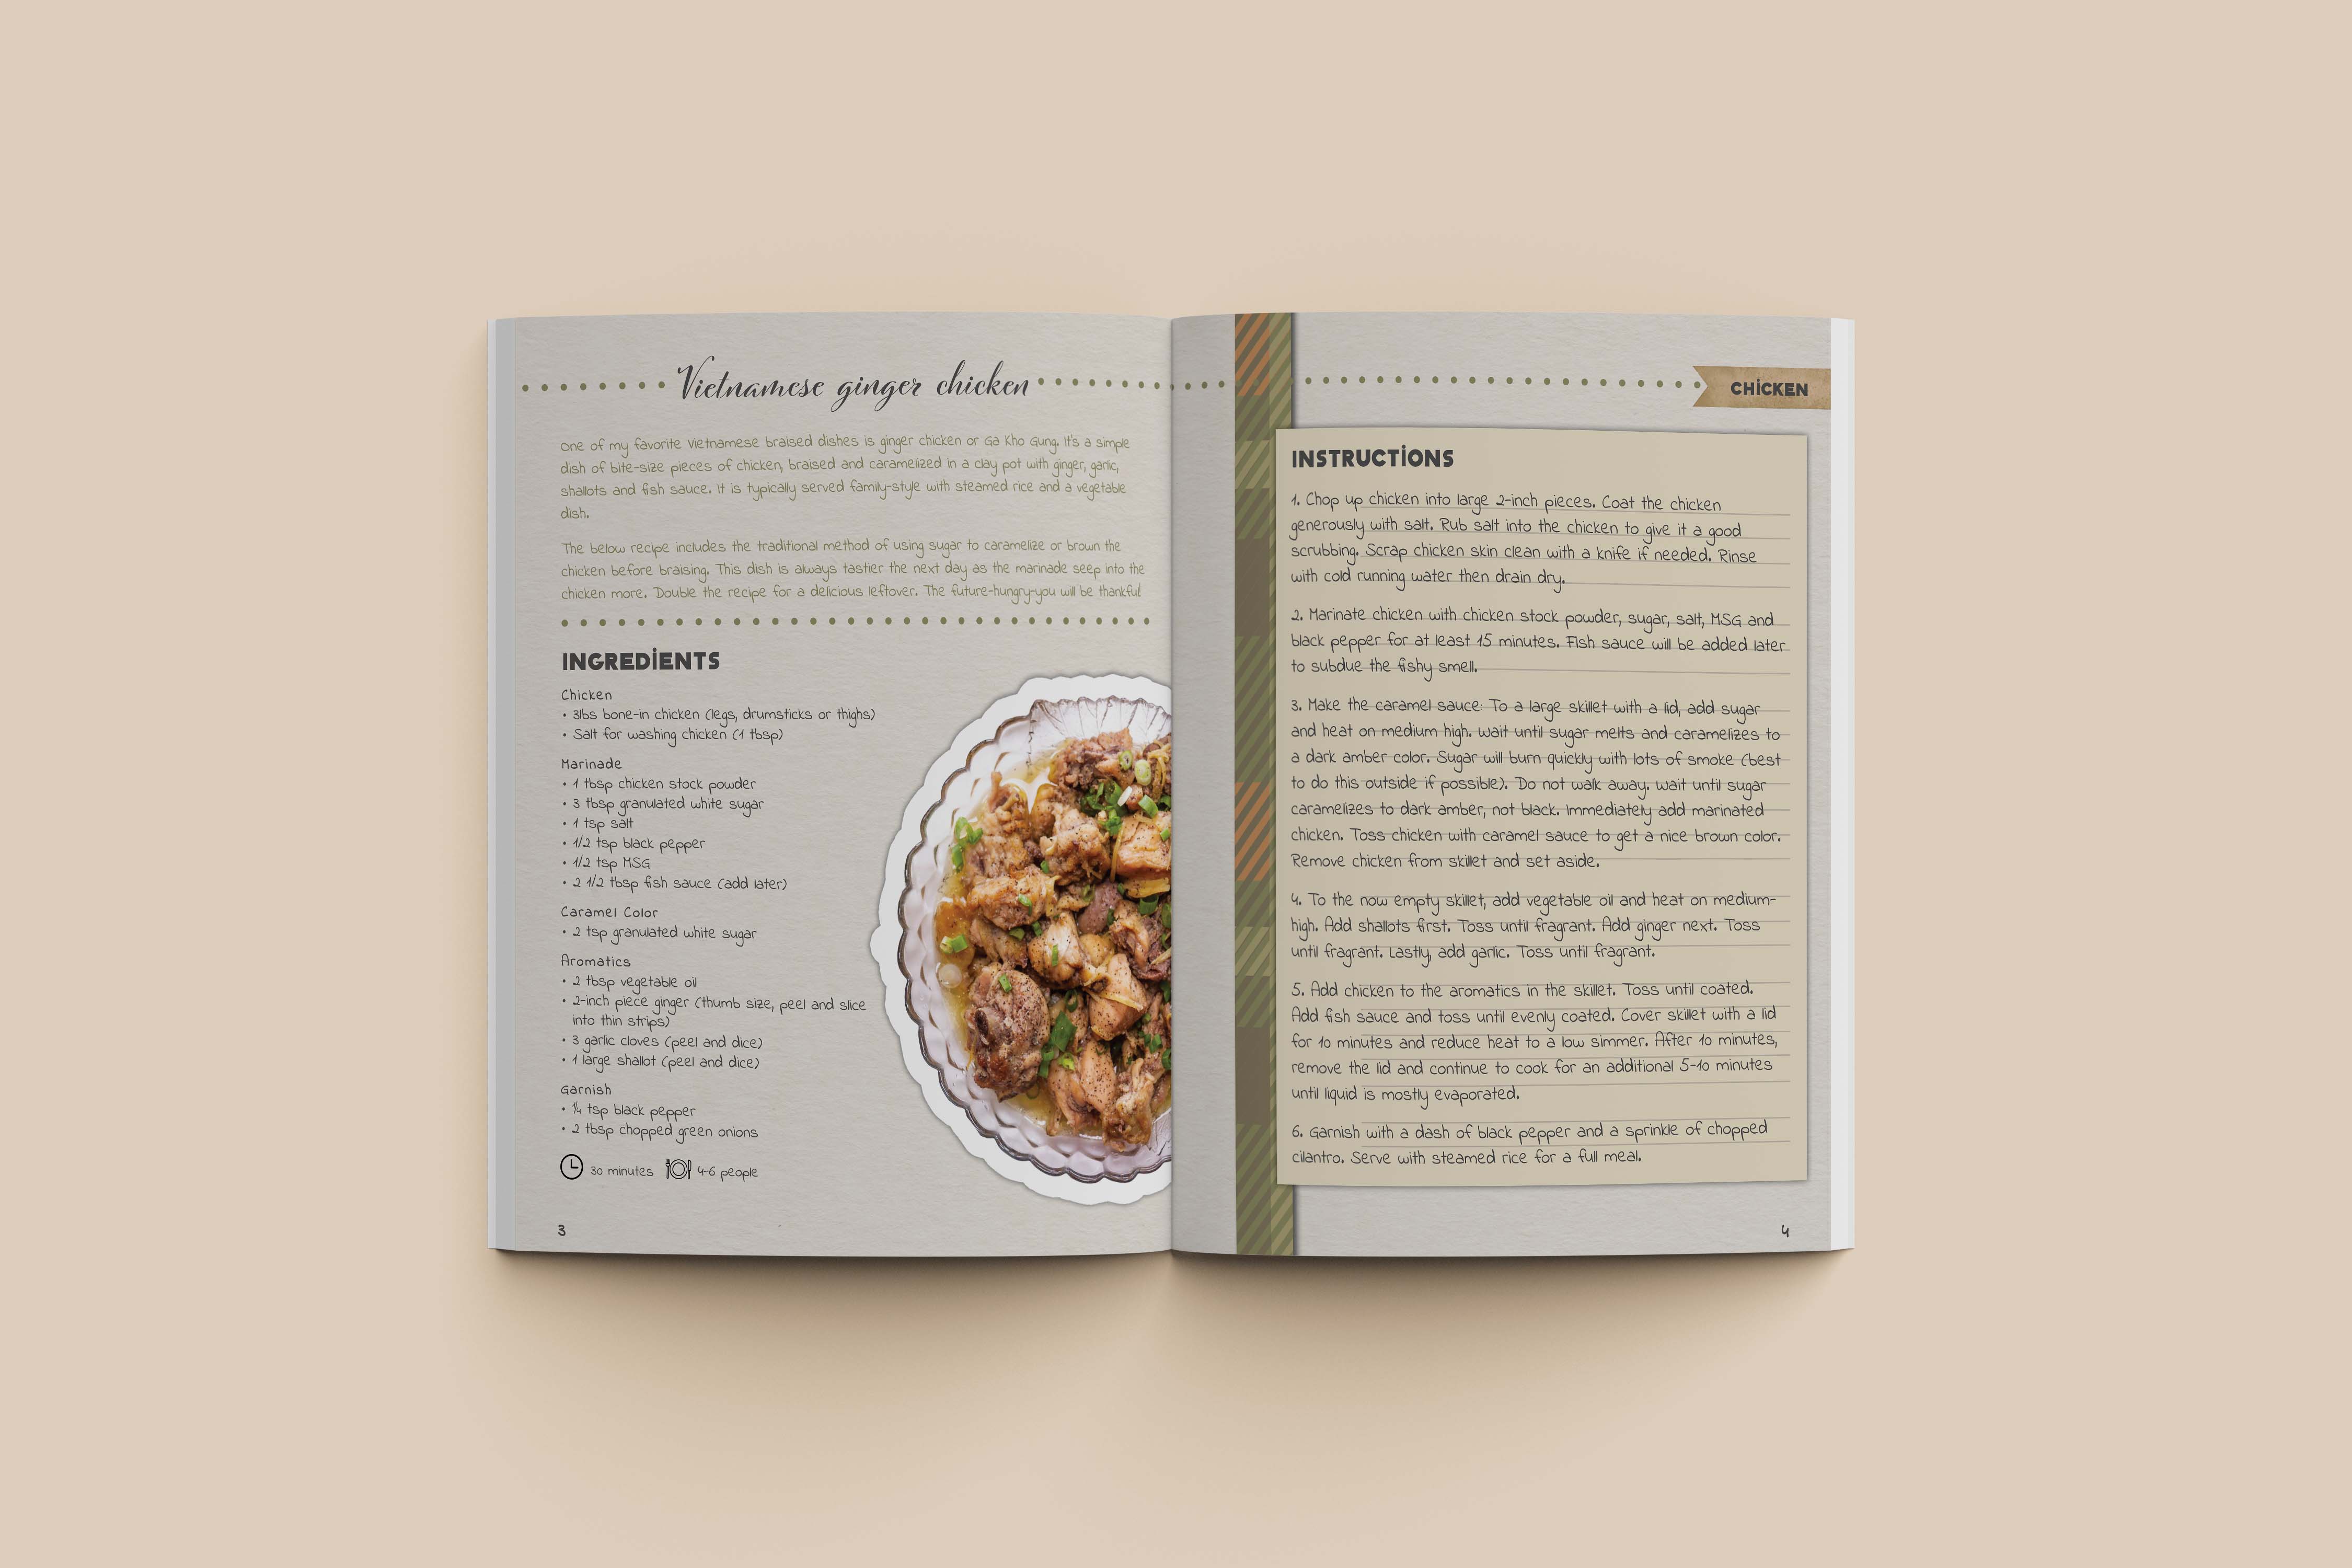 Vietnamese ginger chicken
One of my favorite Vietnamese braised dishes is ginger chicken or Ga Kho Gung. It's a simple
dish of bite-size pieces of chicken, braised and caramelized in a clay pot with ginger, garlic,
shallots and fish sauce. It is typically served family-style with steamed rice and a vegetable
dish.
The below recipe includes the traditional method of using sugar to caramelize or brown the
chicken before braising. This dish is always tastier the next day as the marinade seep into the
chicken more. Double the recipe for a delicious leftover. The future-hungry-you will be thankful!
INGREDIENTS
Chicken
• 3lbs bone-in chicken (legs, drumsticks or thighs)
• Salt for washing chicken (1 tbsp)
Marinade
• 1 tbsp chicken stock powder
• 3 tbsp granulated white sugar
• 1 tsp salt
• 1/2 tsp black pepper
• 1/2 tsp MSG
• 2 1/2 tbsp fish sauce (add later)
Caramel Color
• 2 tsp granulated white sugar
Aromatics
• 2 tbsp vegetable oil
• 2-inch piece ginger (thumb size, peel and slice
into thin strips)
• 3 garlic cloves (peel and dice)
• 1 large shallot (peel and dice)
Garnish
• ¼ tsp black pepper
• 2 tbsp chopped green onions
30 minutes 4-6 people
3
CHICKEN
INSTRUCTIONS
1. Chop up chicken into large 2-inch pieces. Coat the chicken
generously with salt. Rub salt into the chicken to give it a good
scrubbing. Scrap chicken skin clean with a knife if needed. Rinse
with cold running water then drain dry.
2. Marinate chicken with chicken stock powder, sugar, salt, MSG and
black pepper for at least 15 minutes. Fish sauce will be added later
to subdue the fishy smell.
3. Make the caramel sauce: To a large skillet with a lid, add sugar
and heat on medium high. Wait until sugar melts and caramelizes to
a dark amber color. Sugar will burn quickly with lots of smoke (best
to do this outside if possible). Do not walk away. Wait until sugar
caramelizes to dark amber, not black. Immediately add marinated
chicken. Toss chicken with caramel sauce to get a nice brown color.
Remove chicken from skillet and set aside.
4. To the now empty skillet, add vegetable oil and heat on medium-
high. Add shallots first. Toss until fragrant. Add ginger next. Toss
until fragrant. Lastly, add garlic. Toss until fragrant.
5. Add chicken to the aromatics in the skillet. Toss until coated.
Add fish sauce and toss until evenly coated. Cover skillet with a lid
for 10 minutes and reduce heat to a low simmer. After 10 minutes,
remove the lid and continue to cook for an additional 5-10 minutes
until liquid is mostly evaporated.
6. Garnish with a dash of black pepper and a sprinkle of chopped
cilantro. Serve with steamed rice for a full meal.
4